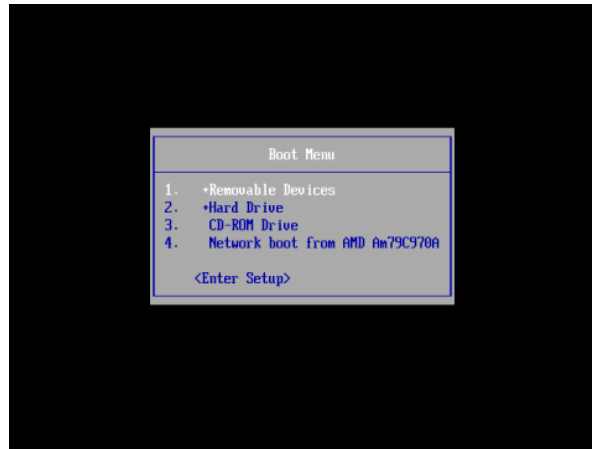 Boot Menu
1. +Removable Devices
2. +Hard Drive
3. CD-ROM Drive
4. Network boot from AMD Am79C970A
<Enter Setup>